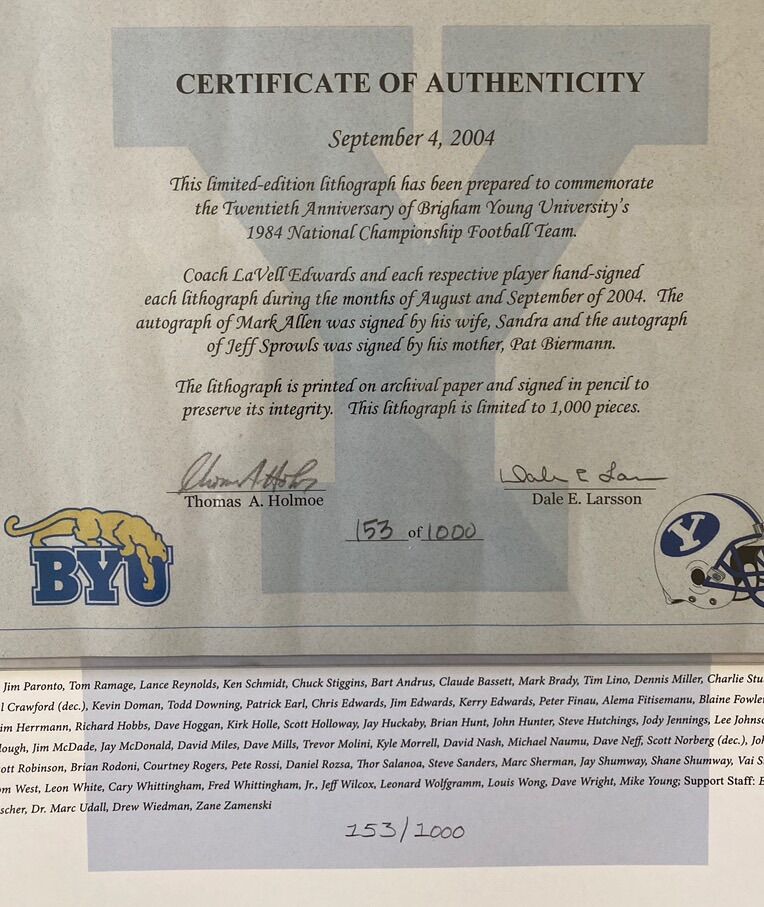 CERTIFICATE OF AUTHENTICITY
September 4, 2004
This limited-edition lithograph has been prepared to commemorate
the Twentieth Anniversary of Brigham Young University's
1984 National Championship Football Team.
Coach LaVell Edwards and each respective player hand-signed
each lithograph during the months of August and September of 2004. The
autograph of Mark Allen was signed by his wife, Sandra and the autograph
of Jeff Sprowls was signed by his mother, Pat Biermann.
The lithograph is printed on archival paper and signed in pencil to
preserve its integrity. This lithograph is limited to 1,000 pieces.
Thomas A. Holmoe
Dale E. Larsson
153 of 1000
BYU
Y
Jim Paronto, Tom Ramage, Lance Reynolds, Ken Schmidt, Chuck Stiggins, Bart Andrus, Claude Bassett, Mark Brady, Tim Lino, Dennis Miller, Charlie Stu
l Crawford (dec.), Kevin Doman, Todd Downing, Patrick Earl, Chris Edwards, Jim Edwards, Kerry Edwards, Peter Finau, Alema Fitisemanu, Blaine Fowle
im Herrmann, Richard Hobbs, Dave Hoggan, Kirk Holle, Scott Holloway, Jay Huckaby, Brian Hunt, John Hunter, Steve Hutchings, Jody Jennings, Lee Johnso
lough, Jim McDade, Jay McDonald, David Miles, Dave Mills, Trevor Molini, Kyle Morrell, David Nash, Michael Naumu, Dave Neff, Scott Norberg (dec.), Joh
ott Robinson, Brian Rodoni, Courtney Rogers, Pete Rossi, Daniel Rozsa, Thor Salanoa, Steve Sanders, Marc Sherman, Jay Shumway, Shane Shumway, Vai S
om West, Leon White, Cary Whittingham, Fred Whittingham, Jr., Jeff Wilcox, Leonard Wolfgramm, Louis Wong, Dave Wright, Mike Young; Support Staff: E
scher, Dr. Marc Udall, Drew Wiedman, Zane Zamenski
153/1000